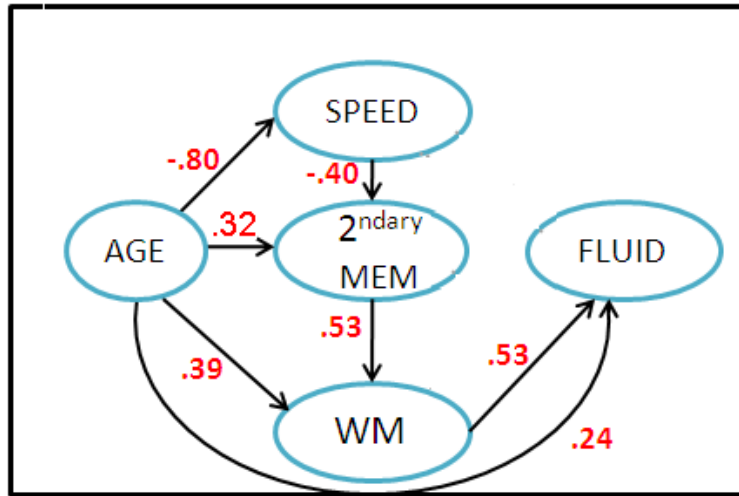 SPEED
-.80
-.40
.32
2ndary
MEM
AGE
FLUID
.53
.39
.53
WM
.24